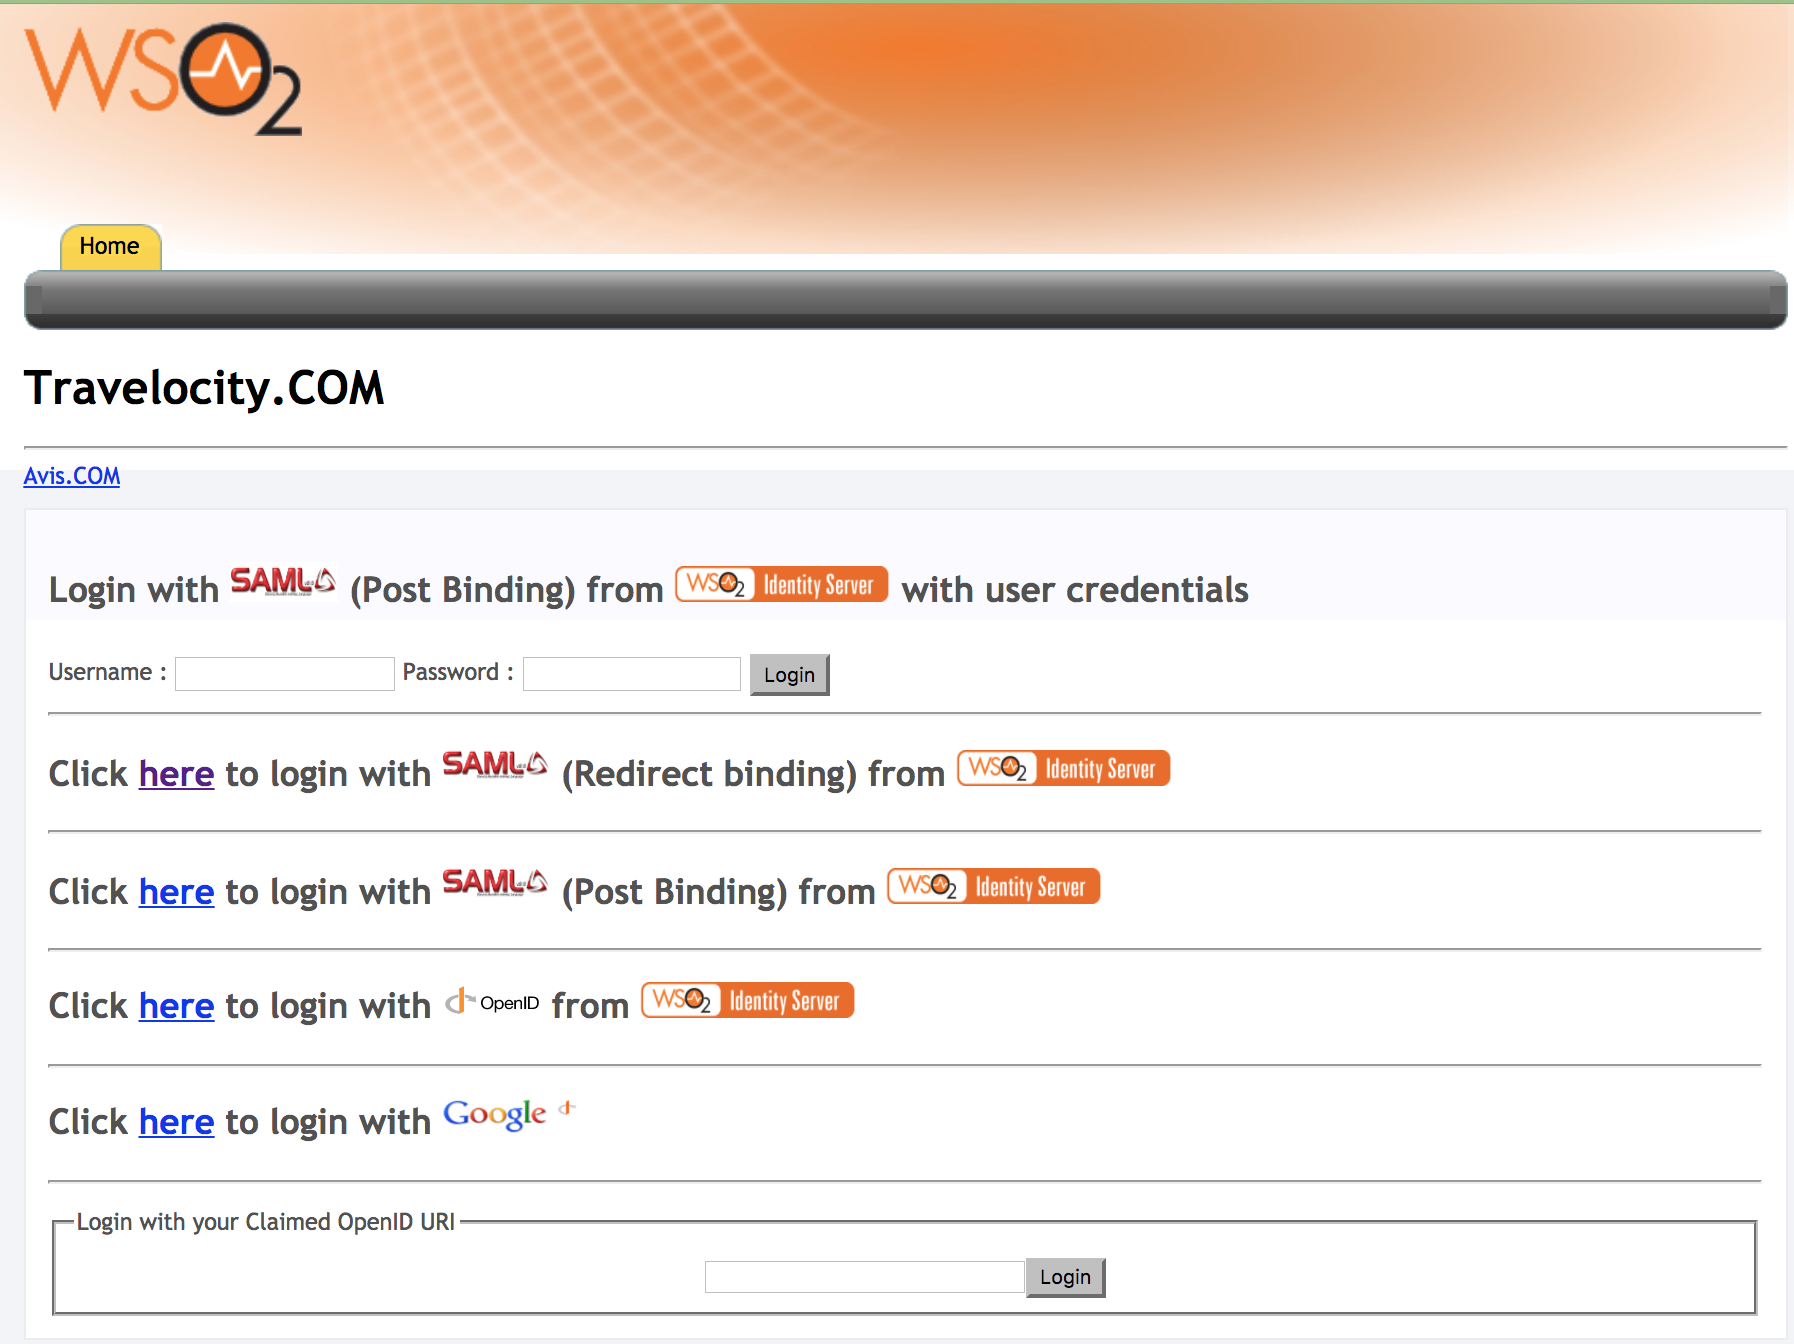 WSO2
Home
Travelocity.COM
Avis.COM
Login with SAML (Post Binding) from WSO2 Identity Server with user credentials
Username : Password : Login
Click here to login with SAML (Redirect binding) from WSO2 Identity Server
Click here to login with SAML (Post Binding) from WSO2 Identity Server
Click here to login with OpenID from WSO2 Identity Server
Click here to login with Google
Login with your Claimed OpenID URI
Login